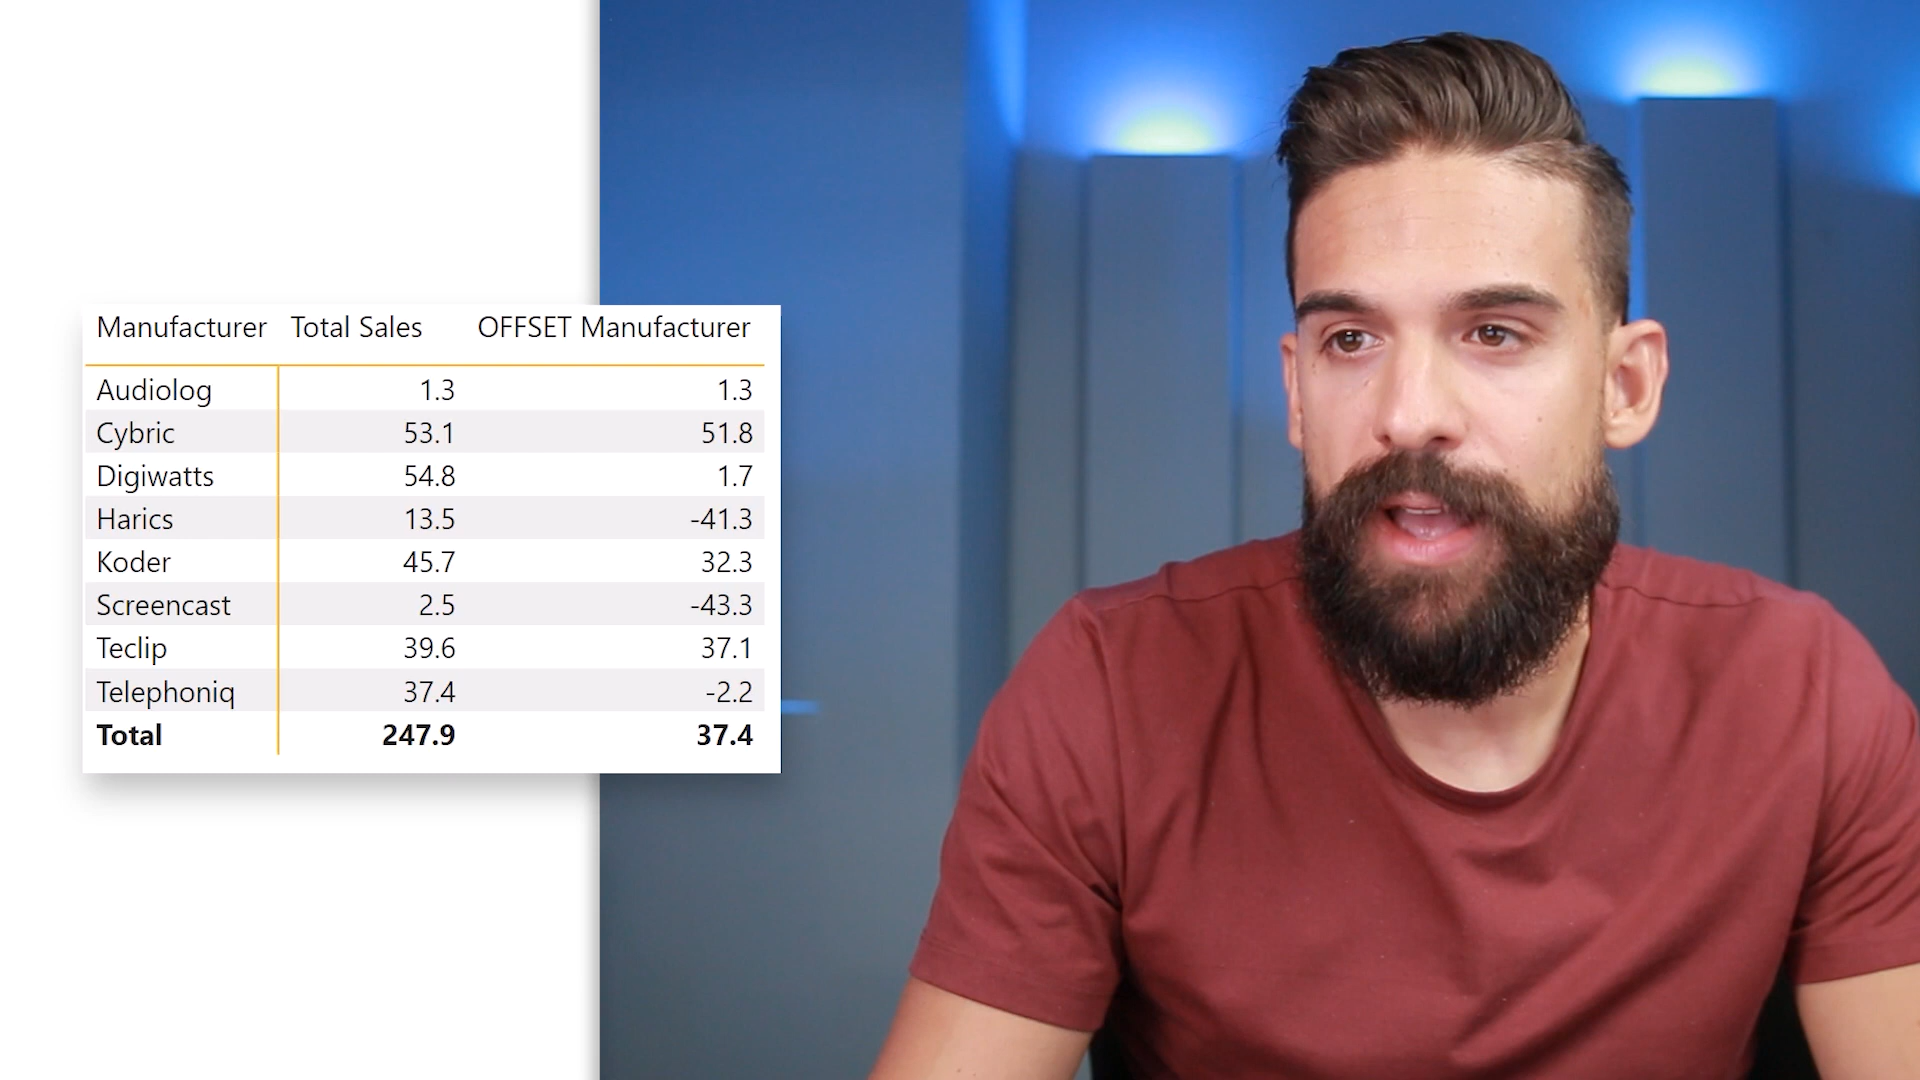 Manufacturer Total Sales OFFSET Manufacturer
Audiolog 1.3 1.3
Cybric 53.1 51.8
Digiwatts 54.8 1.7
Harics 13.5 -41.3
Koder 45.7 32.3
Screencast 2.5 -43.3
Teclip 39.6 37.1
Telephoniq 37.4 -2.2
Total 247.9 37.4